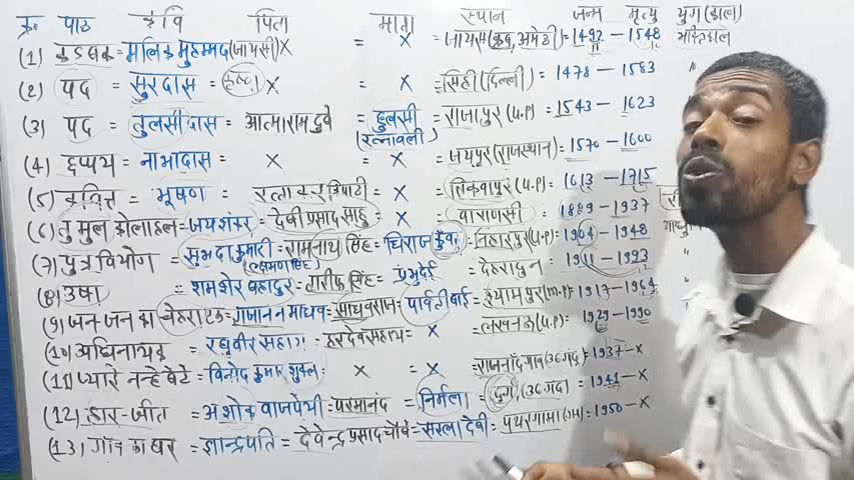 क्र० पाठ कवि पिता माता स्थान जन्म मृत्यु युग (काल)
(1) कड़बक = मलिक मुहम्मद (जायसी) X = X = जायस (अमेठी) = 1492 – 1548 भक्तिकाल
(2) पद = सूरदास = X = X = सिही (दिल्ली) = 1478 – 1583 "
(3) पद = तुलसीदास = आत्माराम दुबे = हुलसी (रत्नावली) = राजापुर (U.P) = 1543 – 1623
(4) छप्पय = नाभादास = X = X = जयपुर (राजस्थान) = 1570 – 1600
(5) कवित्त = भूषण = रत्नाकर त्रिपाठी = X = तिकवापुर (U.P) = 1613 – 1715
(6) तुमुल कोलाहल = जयशंकर = देवी प्रसाद साहु = X = वाराणसी = 1889 – 1937
(7) पुत्र वियोग = सुभद्रा कुमारी = रामनाथ सिंह = धिराज = निहारपुर (U.P) = 1904 – 1948
(लक्ष्मण सिंह)
(8) उषा = शमशेर बहादुर = तारीफ सिंह = प्रभुदेई = देहरादून = 1911 – 1993
(9) जन जन का चेहरा एक = गजानन माधव = माधवराज = पार्वती बाई = श्यामपुर (M.P) = 1917 – 1964
(10) अधिनायक = रघुवीर सहाय = हरदेव सहाय = X = लखनऊ (U.P) = 1929 – 1990
(11) प्यारे नन्हे बेटे = विनोद कुमार शुक्ल = X = X = राजनाँदगाव = 1937 – X
(12) हार-जीत = अशोक वाजपेयी = परमानंद = निर्मला = दुर्ग = 1941 – X
(13) गाँव का घर = ज्ञानेन्द्रपति = देवेन्द्र प्रसाद चौबे = सरला देवी = पथरगामा = 1950 – X